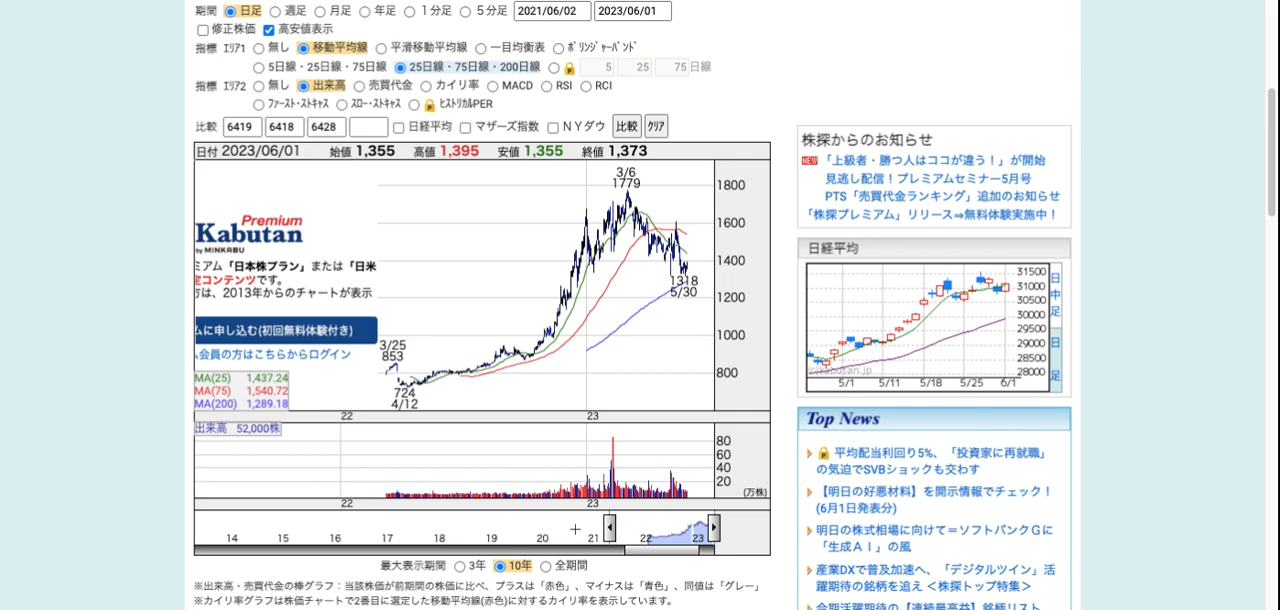 期間 日足 週足 月足 年足 １分足 ５分足 2021/06/02 2023/06/01
修正株価 高安値表示
指標 ｴﾘｱ1 無し 移動平均線 平滑移動平均線 一目均衡表 ﾎﾞﾘﾝｼﾞｬｰﾊﾞﾝﾄﾞ
5日線・25日線・75日線 25日線・75日線・200日線 5 25 75 日線
指標 ｴﾘｱ2 無し 出来高 売買代金 カイリ率 MACD RSI RCI
ﾌｧｰｽﾄ･ｽﾄｷｬｽ ｽﾛｰ･ｽﾄｷｬｽ ﾋｽﾄﾘｶﾙPER
比較 6419 6418 6428 日経平均 マザーズ指数 ＮＹダウ 比較 ｸﾘｱ
日付 2023/06/01 始値 1,355 高値 1,395 安値 1,355 終値 1,373
3/6
1779
1800
1600
1400
1200
1000
800
Premium
Kabutan
by MINKABU
ミアム「日本株プラン」または「日米
定コンテンツです。
方は、2013年からのチャートが表示
ムに申し込む(初回無料体験付き)
会員の方はこちらからログイン
1318
5/30
3/25
853
724
4/12
MA(25) 1,437.24
MA(75) 1,540.72
MA(200) 1,289.18
22 23
出来高 52,000株
80
60
40
20
(万株)
22 23
14 15 16 17 18 19 20 21 22 23
最大表示期間 3年 10年 全期間
※出来高・売買代金の棒グラフ：当該株価が前期間の株価に比べ、プラスは「赤色」、マイナスは「青色」、同値は「グレー」
※カイリ率グラフは株価チャートで2番目に選定した移動平均線(赤色)に対するカイリ率を表示しています。
株探からのお知らせ
NEW 「上級者・勝つ人はココが違う！」が開始
見逃し配信！プレミアムセミナー5月号
PTS「売買代金ランキング」追加のお知らせ
「株探プレミアム」リリース⇒無料体験実施中！
日経平均
31500
31000
30500
30000
29500
29000
28500
28000
日
中
足
日
足
5/1 5/11 5/18 5/25 6/1
Top News
平均配当利回り5%、「投資家に再就職」
の気迫でSVBショックも交わす
【明日の好悪材料】を開示情報でチェック！
(6月1日発表分)
明日の株式相場に向けて＝ソフトバンクＧに
「生成ＡＩ」の風
産業DXで普及加速へ、「デジタルツイン」活
躍期待の銘柄を追え ＜株探トップ特集＞
今期活躍期待の【連続最高益】銘柄リスト